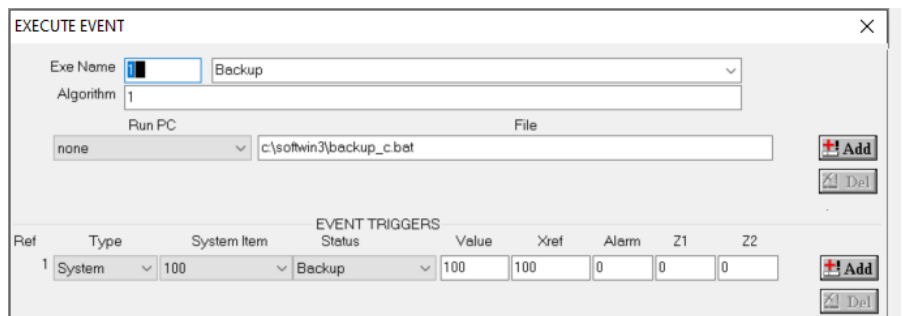 EXECUTE EVENT
Exe Name 1 Backup
Algorithm 1
Run PC File
none c:\softwin3\backup_c.bat Add
Del
EVENT TRIGGERS
Ref Type System Item Status Value Xref Alarm Z1 Z2
1 System 100 Backup 100 100 0 0 0 Add
Del